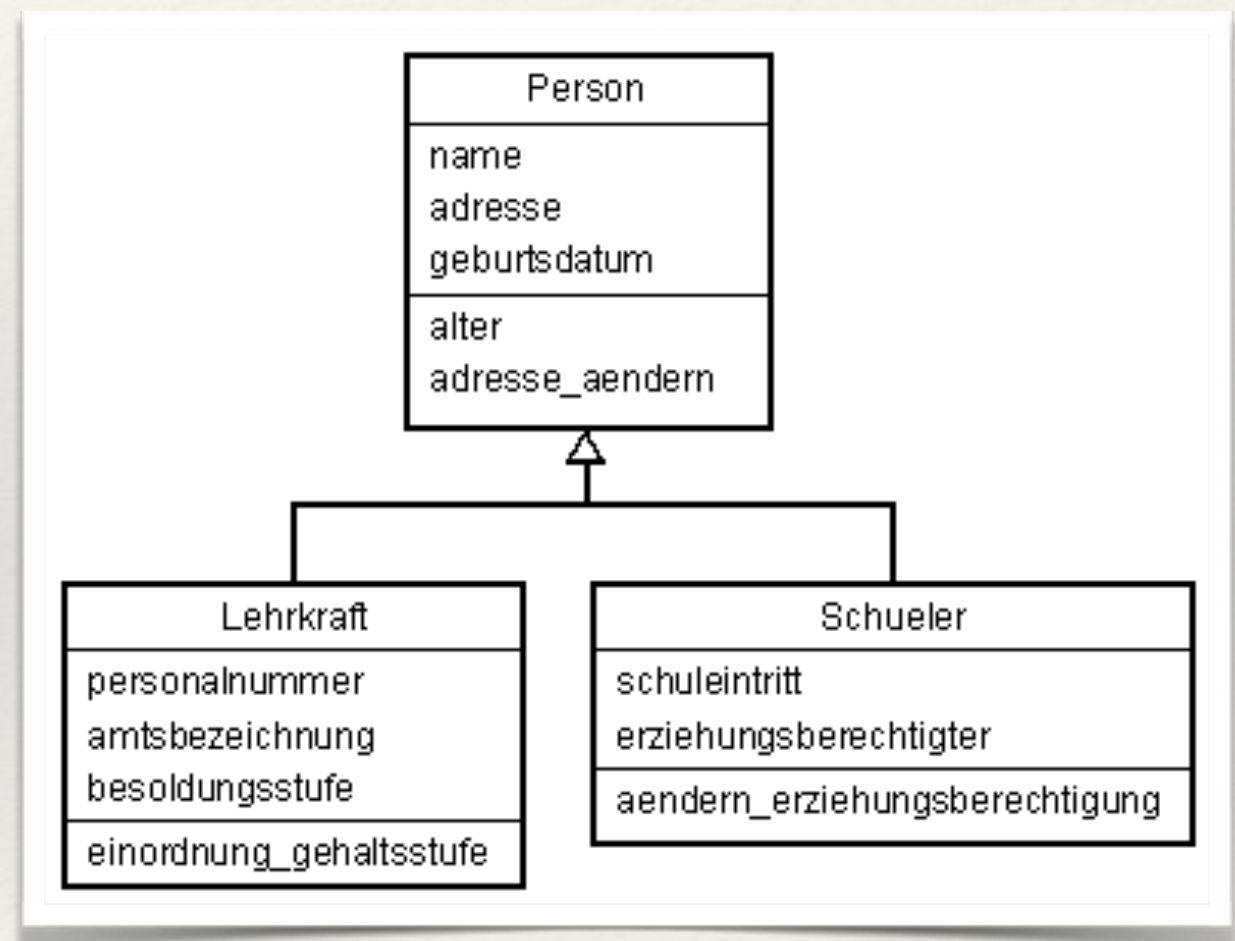 Person
name
adresse
geburtsdatum
alter
adresse_aendern
Lehrkraft
personalnummer
amtsbezeichnung
besoldungsstufe
einordnung_gehaltsstufe
Schueler
schuleintritt
erziehungsberechtigter
aendern_erziehungsberechtigung